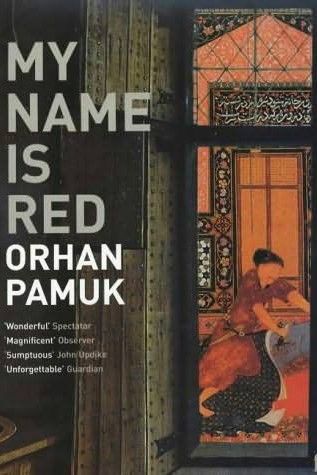 MY
NAME
IS
RED
ORHAN
PAMUK
'Wonderful' Spectator
'Magnificent' Observer
'Sumptuous' John Updike
'Unforgettable' Guardian